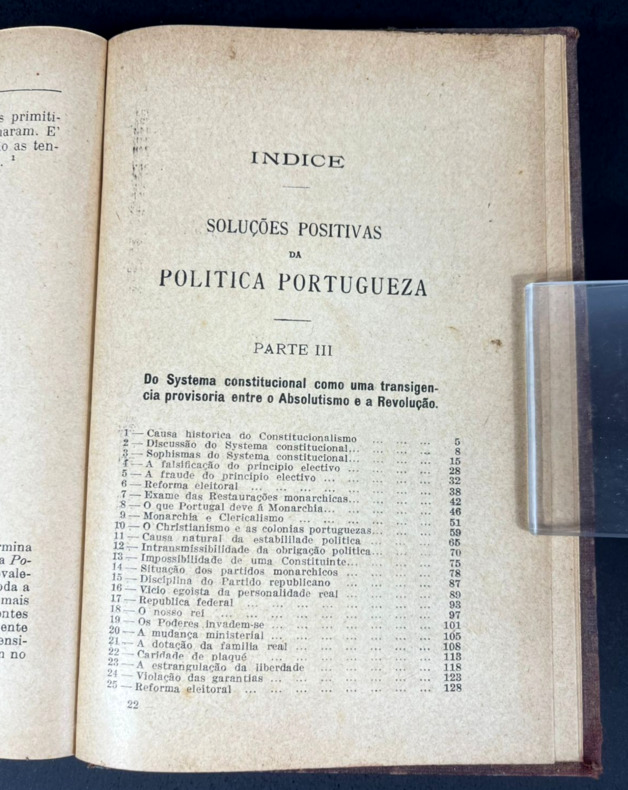 s primiti-
naram. E'
o as ten-
. ¹
rmina
a Po-
vale-
oda a
mais
ontes
ente
ensi-
n no
INDICE
SOLUÇÕES POSITIVAS
DA
POLITICA PORTUGUEZA
PARTE III
Do Systema constitucional como uma transigen-
cia provisoria entre o Absolutismo e a Revolução.
1 — Causa historica do Constitucionalismo ... ... ... 5
2 — Discussão do Systema constitucional... ... ... ... 8
3 — Sophismas do Systema constitucional... ... ... ... 15
4 — A falsificação do principio electivo ... ... ... ... 28
5 — A fraude do principio electivo ... ... ... ... ... 32
6 — Reforma eleitoral ... ... ... ... ... ... ... ... 38
7 — Exame das Restaurações monarchicas... ... ... ... 42
8 — O que Portugal deve á Monarchia... ... ... ... ... 46
9 — Monarchia e Clericalismo ... ... ... ... ... ... 51
10 — O Christianismo e as colonias portuguezas... ... ... 59
11 — Causa natural da estabilidade politica ... ... ... 65
12 — Intransmissibilidade da obrigação politica... ... ... 70
13 — Impossibilidade de uma Constituinte... ... ... ... 75
14 — Situação dos partidos monarchicos ... ... ... ... 78
15 — Disciplina do Partido republicano ... ... ... ... 87
16 — Vicio egoista da personalidade real ... ... ... ... 89
17 — Republica federal ... ... ... ... ... ... ... ... 93
18 — O nosso rei ... ... ... ... ... ... ... ... ... 97
19 — Os Poderes invadem-se ... ... ... ... ... ... ... 101
20 — A mudança ministerial ... ... ... ... ... ... ... 105
21 — A dotação da familia real ... ... ... ... ... ... 108
22 — Caridade de plaqué ... ... ... ... ... ... ... 113
23 — A estrangulação da liberdade ... ... ... ... ... 118
24 — Violação das garantias ... ... ... ... ... ... ... 123
25 — Reforma eleitoral ... ... ... ... ... ... ... ... 128
22